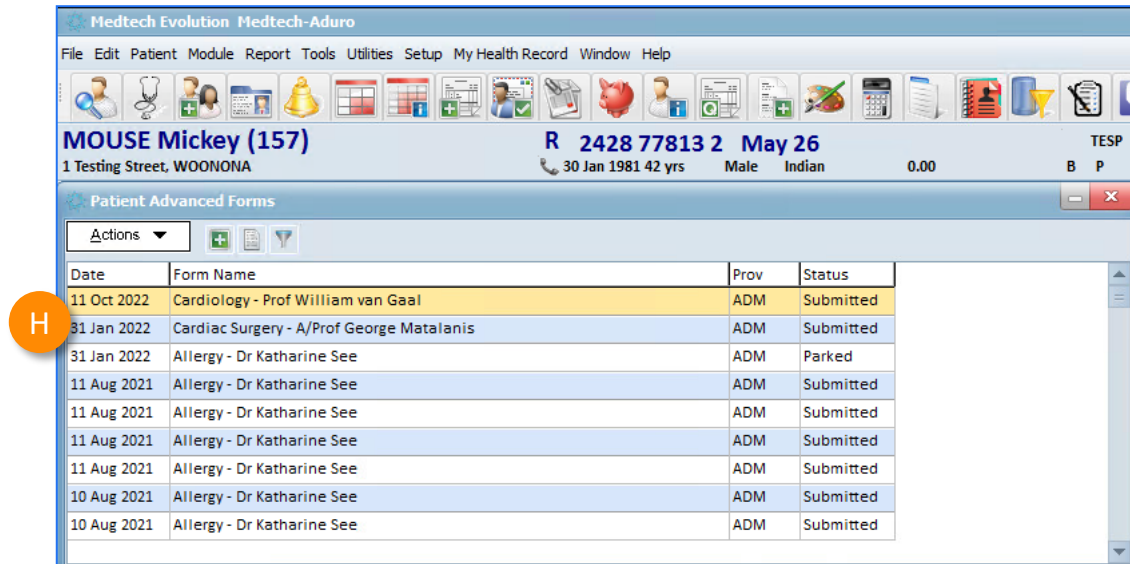 Medtech Evolution Medtech-Aduro
File Edit Patient Module Report Tools Utilities Setup My Health Record Window Help
MOUSE Mickey (157) R 2428 77813 2 May 26 TESP
1 Testing Street, WOONONA 30 Jan 1981 42 yrs Male Indian 0.00 B P
Patient Advanced Forms
Actions
Date Form Name Prov Status
11 Oct 2022 Cardiology - Prof William van Gaal ADM Submitted
H
31 Jan 2022 Cardiac Surgery - A/Prof George Matalanis ADM Submitted
31 Jan 2022 Allergy - Dr Katharine See ADM Parked
11 Aug 2021 Allergy - Dr Katharine See ADM Submitted
11 Aug 2021 Allergy - Dr Katharine See ADM Submitted
11 Aug 2021 Allergy - Dr Katharine See ADM Submitted
11 Aug 2021 Allergy - Dr Katharine See ADM Submitted
10 Aug 2021 Allergy - Dr Katharine See ADM Submitted
10 Aug 2021 Allergy - Dr Katharine See ADM Submitted